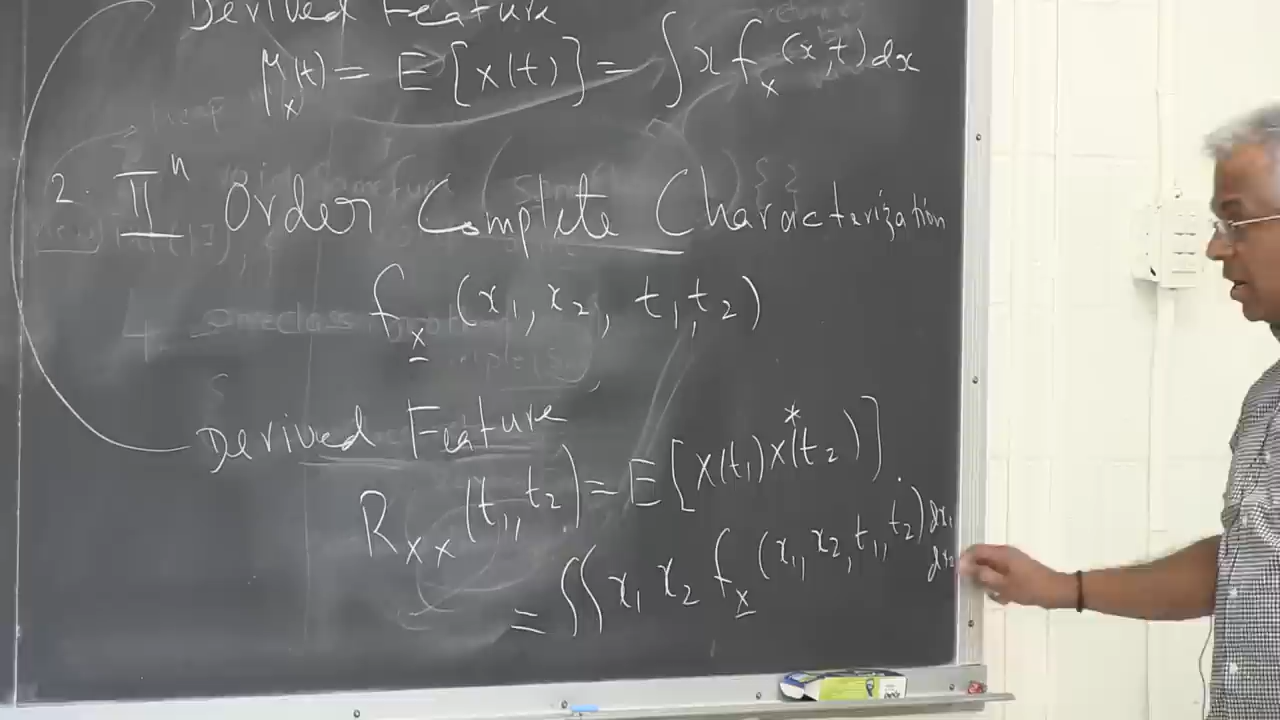 Derived Feature
μ_x(t) = E[x(t)] = ∫ x f_x(x,t) dx
2. II^n Order Complete Characterization
f_x(x₁, x₂, t₁, t₂)
Derived Feature
R_xx(t₁, t₂) = E[x(t₁) x*(t₂)]
= ∫∫ x₁ x₂ f_x(x₁, x₂, t₁, t₂) dx₁ dx₂